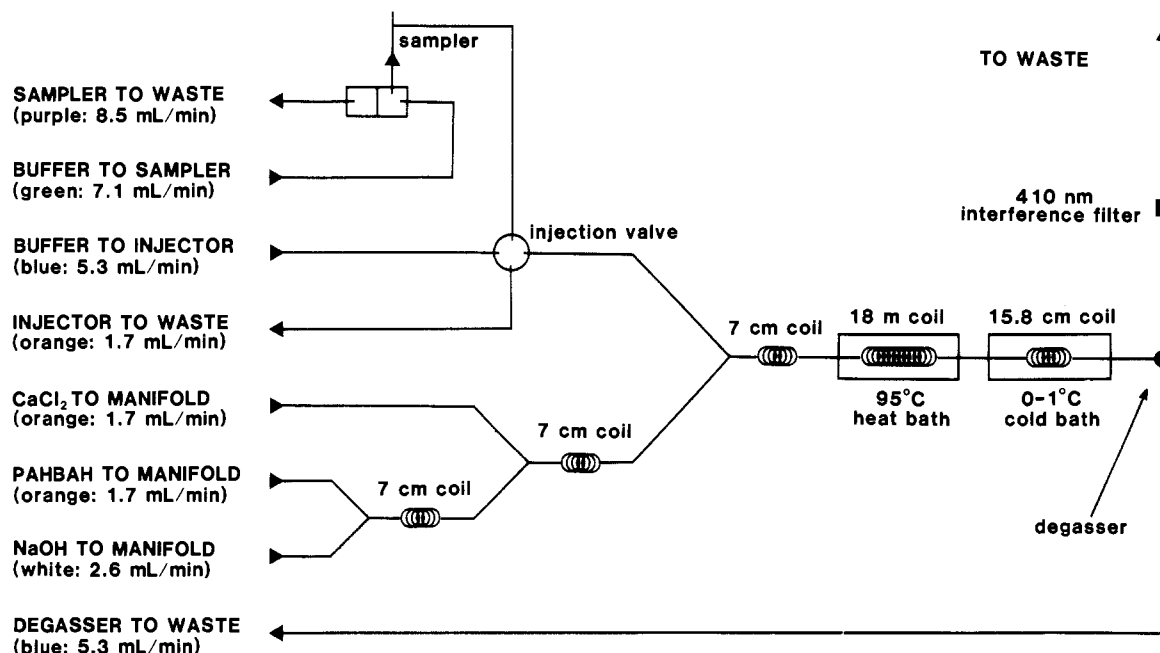 sampler
TO WASTE
SAMPLER TO WASTE
(purple: 8.5 mL/min)
BUFFER TO SAMPLER
(green: 7.1 mL/min)
410 nm
interference filter
BUFFER TO INJECTOR
(blue: 5.3 mL/min)
injection valve
INJECTOR TO WASTE
(orange: 1.7 mL/min)
7 cm coil
18 m coil
15.8 cm coil
95°C
heat bath
0-1°C
cold bath
CaCl₂ TO MANIFOLD
(orange: 1.7 mL/min)
7 cm coil
PAHBAH TO MANIFOLD
(orange: 1.7 mL/min)
7 cm coil
degasser
NaOH TO MANIFOLD
(white: 2.6 mL/min)
DEGASSER TO WASTE
(blue: 5.3 mL/min)